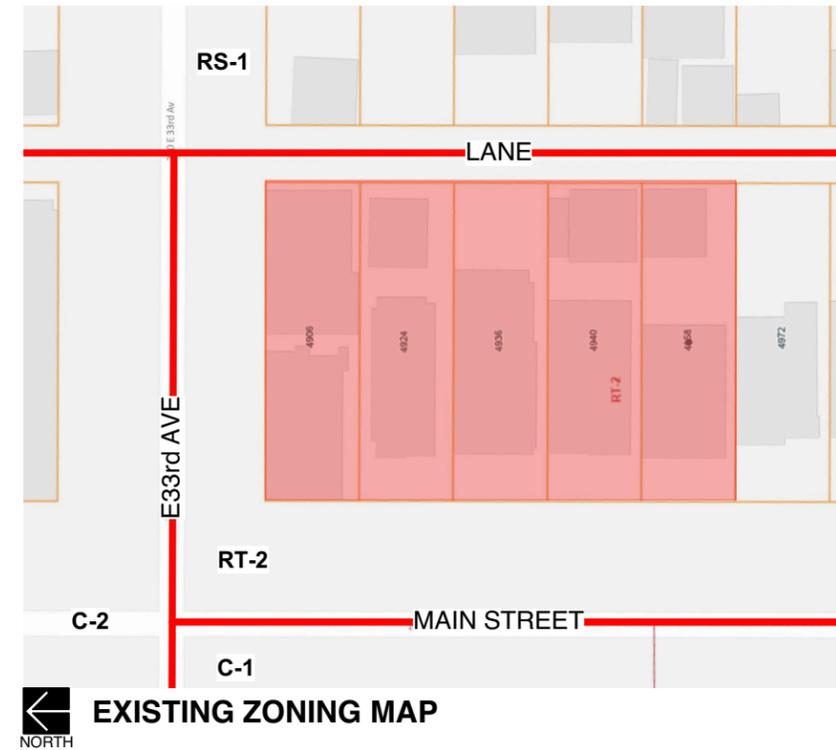 RS-1
E 33rd Av
LANE
4906
4924
4936
4940
4972
RT-2
E33rd AVE
RT-2
C-2
MAIN STREET
C-1
EXISTING ZONING MAP
NORTH